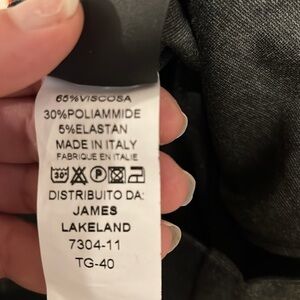 65%VISCOSA
30%POLIAMMIDE
5%ELASTAN
MADE IN ITALY
FABRIQUE EN ITALIE
30° P
DISTRIBUITO DA:
JAMES
LAKELAND
7304-11
TG-40